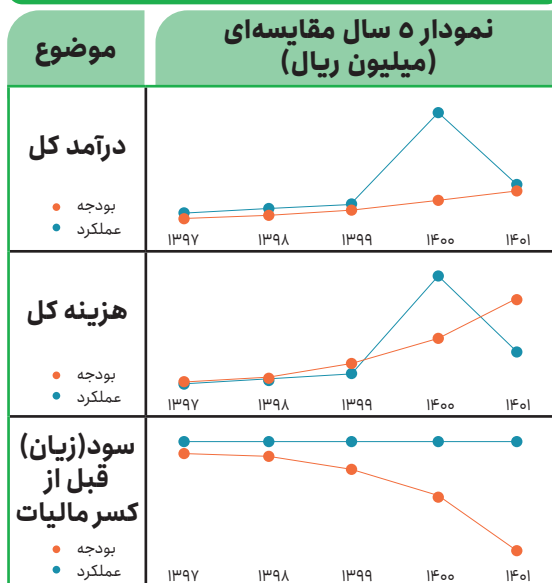 موضوع
نمودار ۵ سال مقایسه‌ای
(میلیون ریال)
درآمد کل
بودجه
عملکرد
۱۳۹۷ ۱۳۹۸ ۱۳۹۹ ۱۴۰۰ ۱۴۰۱
هزینه کل
بودجه
عملکرد
۱۳۹۷ ۱۳۹۸ ۱۳۹۹ ۱۴۰۰ ۱۴۰۱
سود(زیان)
قبل از
کسر مالیات
بودجه
عملکرد
۱۳۹۷ ۱۳۹۸ ۱۳۹۹ ۱۴۰۰ ۱۴۰۱